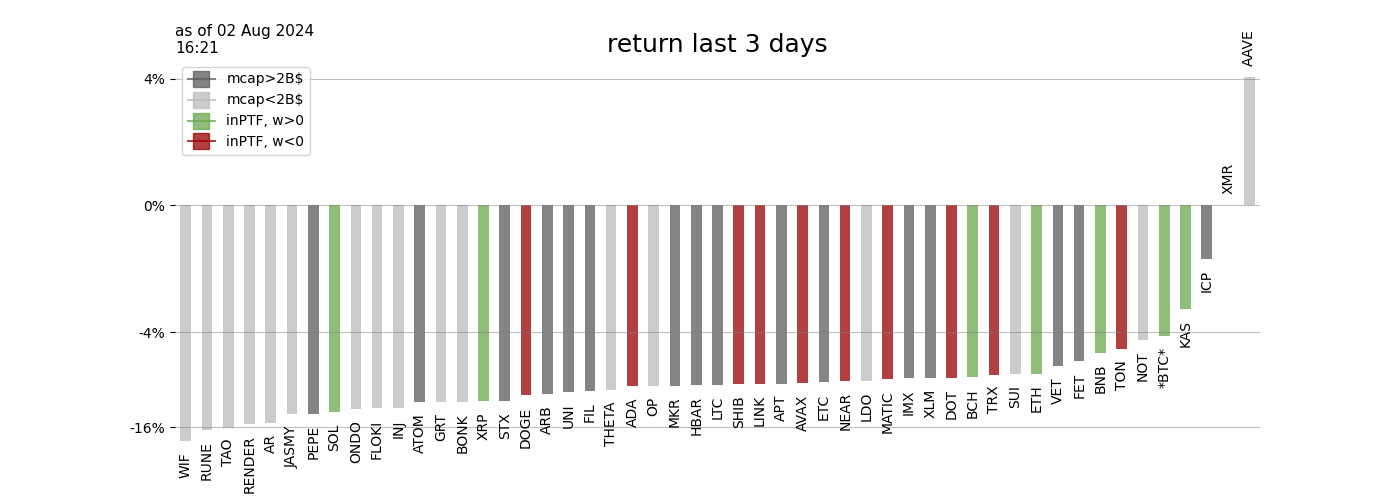 as of 02 Aug 2024
16:21
return last 3 days
mcap>2B$
mcap<2B$
inPTF, w>0
inPTF, w<0
4%
0%
-4%
-16%
WIF
RUNE
TAO
RENDER
AR
JASMY
PEPE
SOL
ONDO
FLOKI
INJ
ATOM
GRT
BONK
XRP
STX
DOGE
ARB
UNI
FIL
THETA
ADA
OP
MKR
HBAR
LTC
SHIB
LINK
APT
AVAX
ETC
NEAR
LDO
MATIC
IMX
XLM
DOT
BCH
TRX
SUI
ETH
VET
FET
BNB
TON
NOT
*BTC*
KAS
ICP
XMR
AAVE